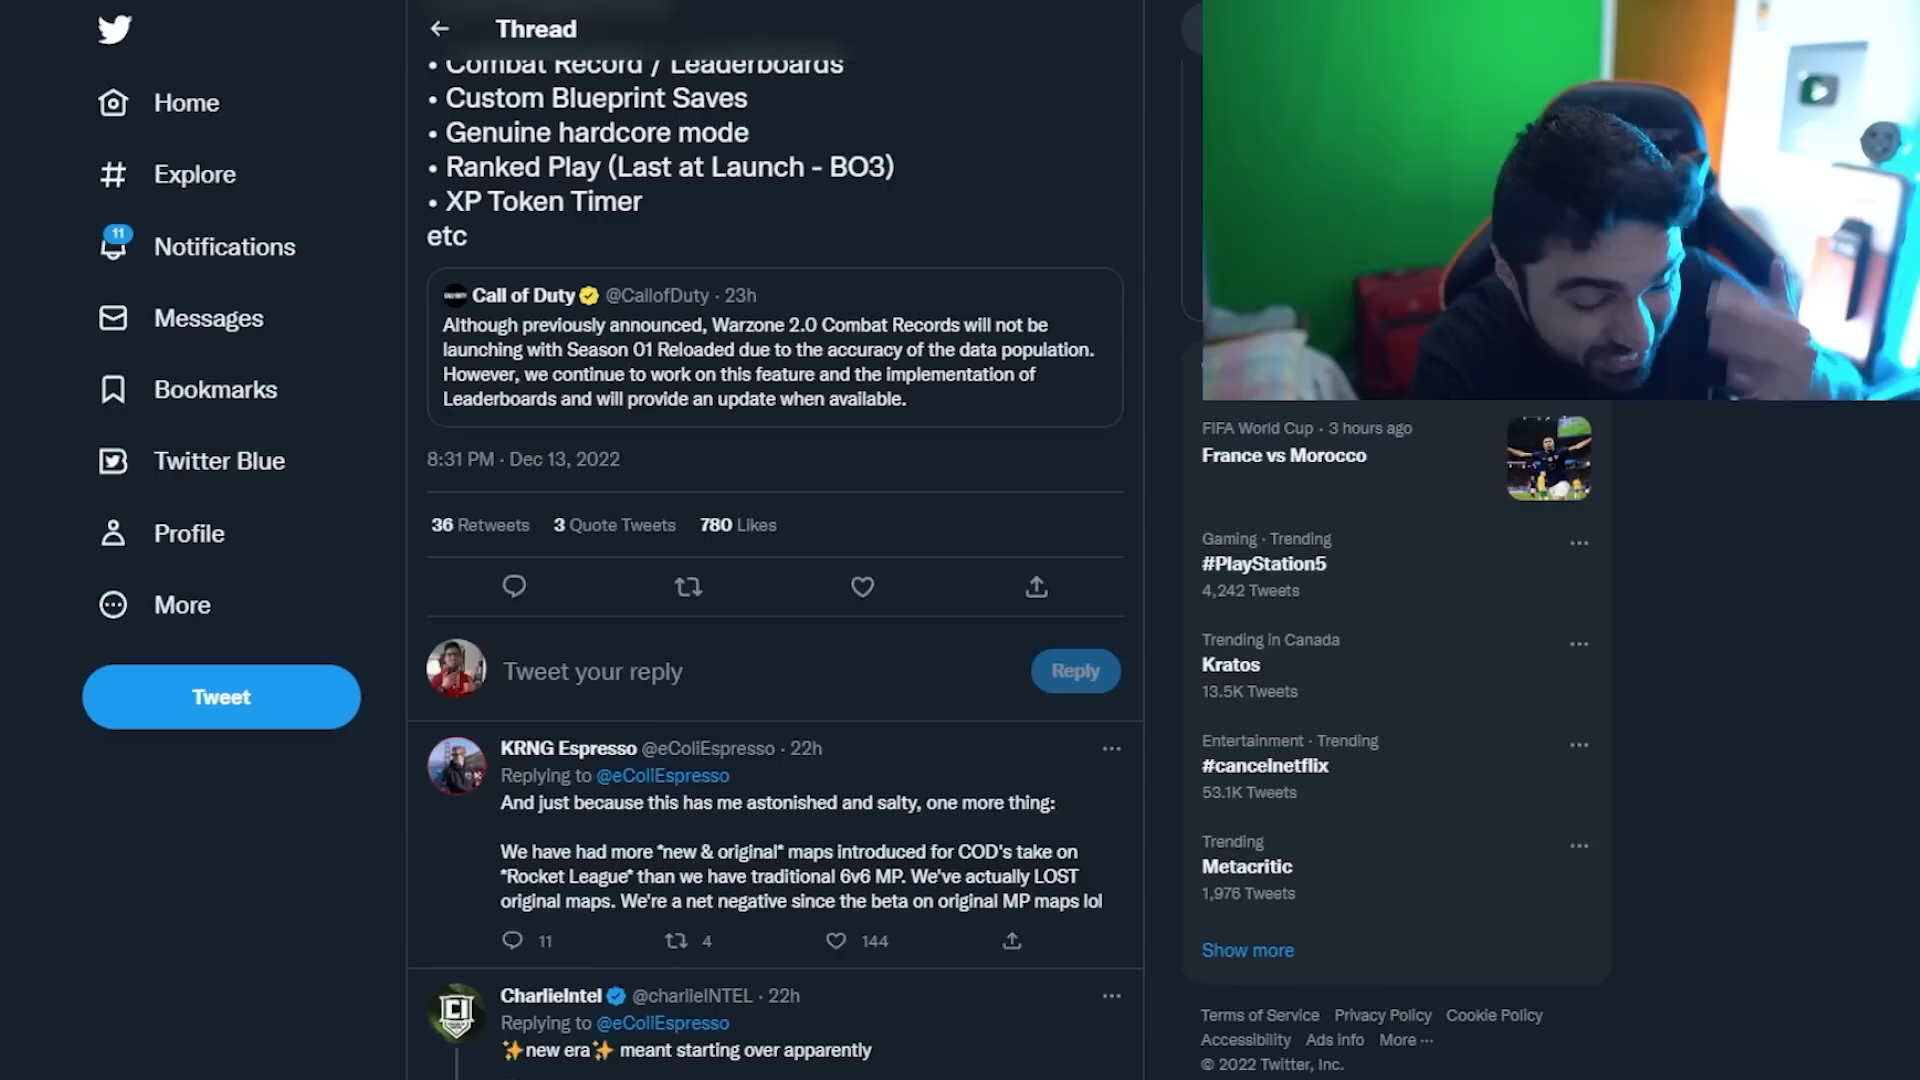 Home
Explore
11
Notifications
Messages
Bookmarks
Twitter Blue
Profile
More
Tweet
Thread
• Combat Record / Leaderboards
• Custom Blueprint Saves
• Genuine hardcore mode
• Ranked Play (Last at Launch - BO3)
• XP Token Timer
etc
Call of Duty @CallofDuty · 23h
Although previously announced, Warzone 2.0 Combat Records will not be
launching with Season 01 Reloaded due to the accuracy of the data population.
However, we continue to work on this feature and the implementation of
Leaderboards and will provide an update when available.
8:31 PM · Dec 13, 2022
36 Retweets 3 Quote Tweets 780 Likes
Tweet your reply
Reply
KRNG Espresso @eColiEspresso · 22h
Replying to @eColiEspresso
And just because this has me astonished and salty, one more thing:
We have had more *new & original* maps introduced for COD's take on
*Rocket League* than we have traditional 6v6 MP. We've actually LOST
original maps. We're a net negative since the beta on original MP maps lol
11 4 144
CharlieIntel @charlieINTEL · 22h
Replying to @eColiEspresso
✨new era✨ meant starting over apparently
FIFA World Cup · 3 hours ago
France vs Morocco
Gaming · Trending
#PlayStation5
4,242 Tweets
Trending in Canada
Kratos
13.5K Tweets
Entertainment · Trending
#cancelnetflix
53.1K Tweets
Trending
Metacritic
1,976 Tweets
Show more
Terms of Service Privacy Policy Cookie Policy
Accessibility Ads info More ···
© 2022 Twitter, Inc.